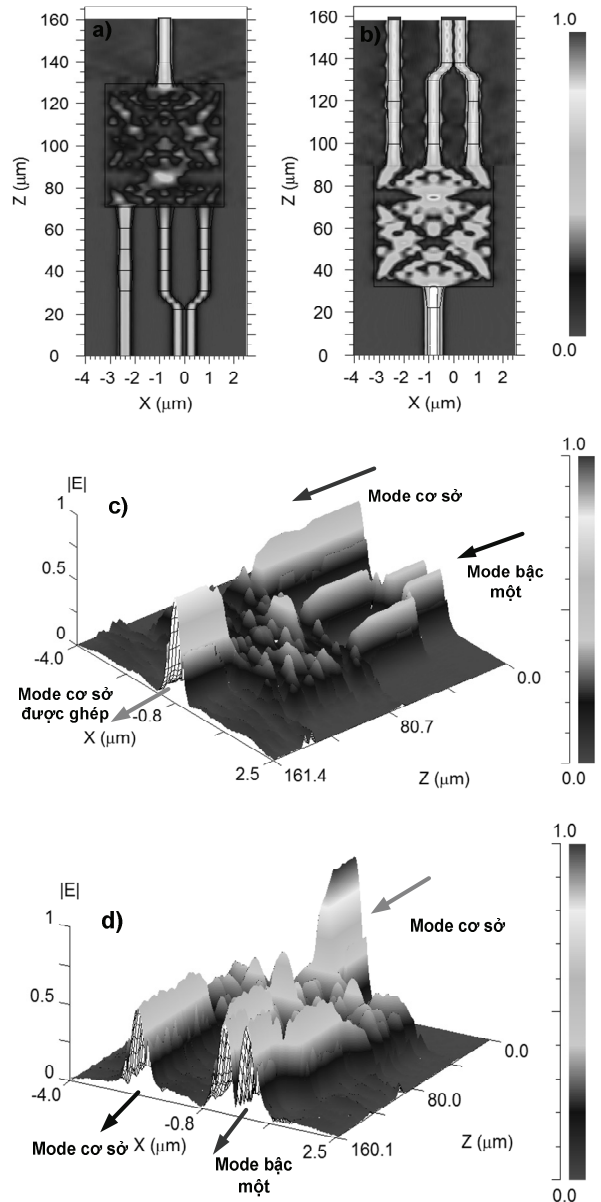 a)
160
140
120
100
80
60
40
20
0
Z (μm)
-4 -3 -2 -1 0 1 2
X (μm)
b)
160
140
120
100
80
60
40
20
0
Z (μm)
-4 -3 -2 -1 0 1 2
X (μm)
1.0
0.0
c)
|E|
1
0.5
0
-4.0
-0.8
2.5
X (μm)
161.4
80.7
0.0
Z (μm)
Mode cơ sở
Mode bậc
một
Mode cơ sở
được ghép
1.0
0.0
d)
|E|
1
0.5
0
-4.0
-0.8
2.5
X (μm)
160.1
80.0
0.0
Z (μm)
Mode cơ sở
Mode cơ sở
Mode bậc
một
1.0
0.0